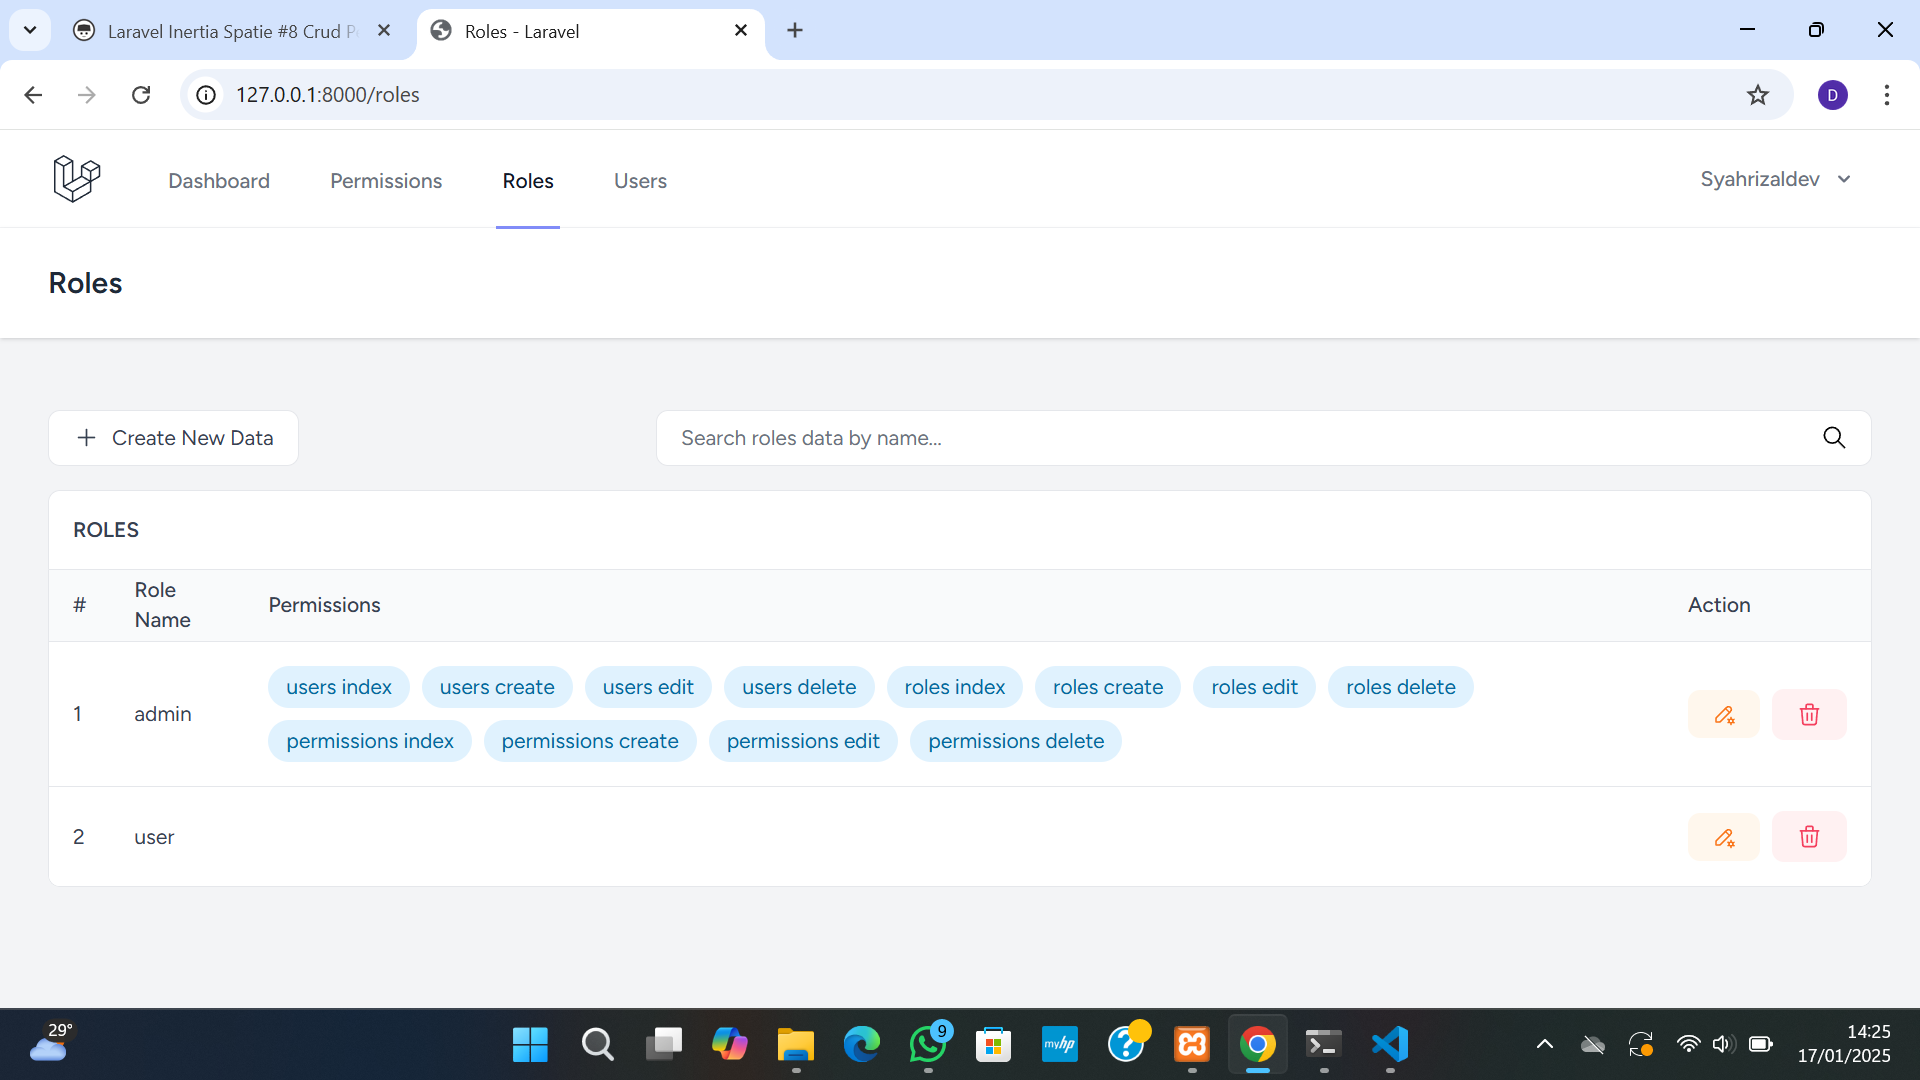 Laravel Inertia Spatie #8 Crud P
Roles - Laravel
127.0.0.1:8000/roles
D
Dashboard
Permissions
Roles
Users
Syahrizaldev
Roles
Create New Data
Search roles data by name...
ROLES
# Role Name Permissions Action
1 admin
users index users create users edit users delete roles index roles create roles edit roles delete
permissions index permissions create permissions edit permissions delete
2 user
29°
9
myhp
14:25
17/01/2025